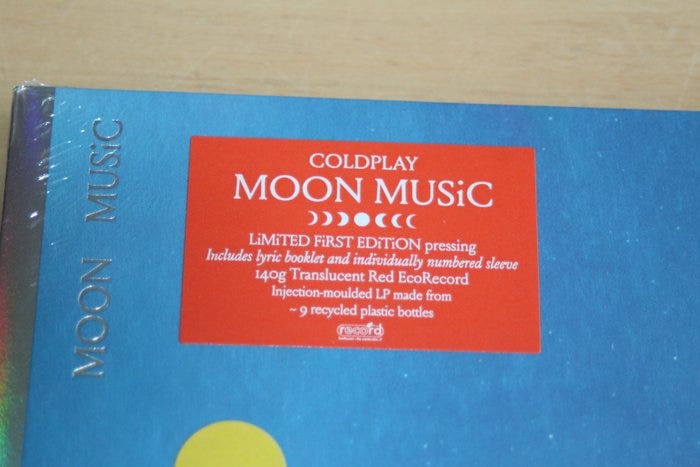 MOON MUSiC
COLDPLAY
MOON MUSiC
LiMiTED FiRST EDiTiON pressing
Includes lyric booklet and individually numbered sleeve
140g Translucent Red EcoRecord
Injection-moulded LP made from
~ 9 recycled plastic bottles
record